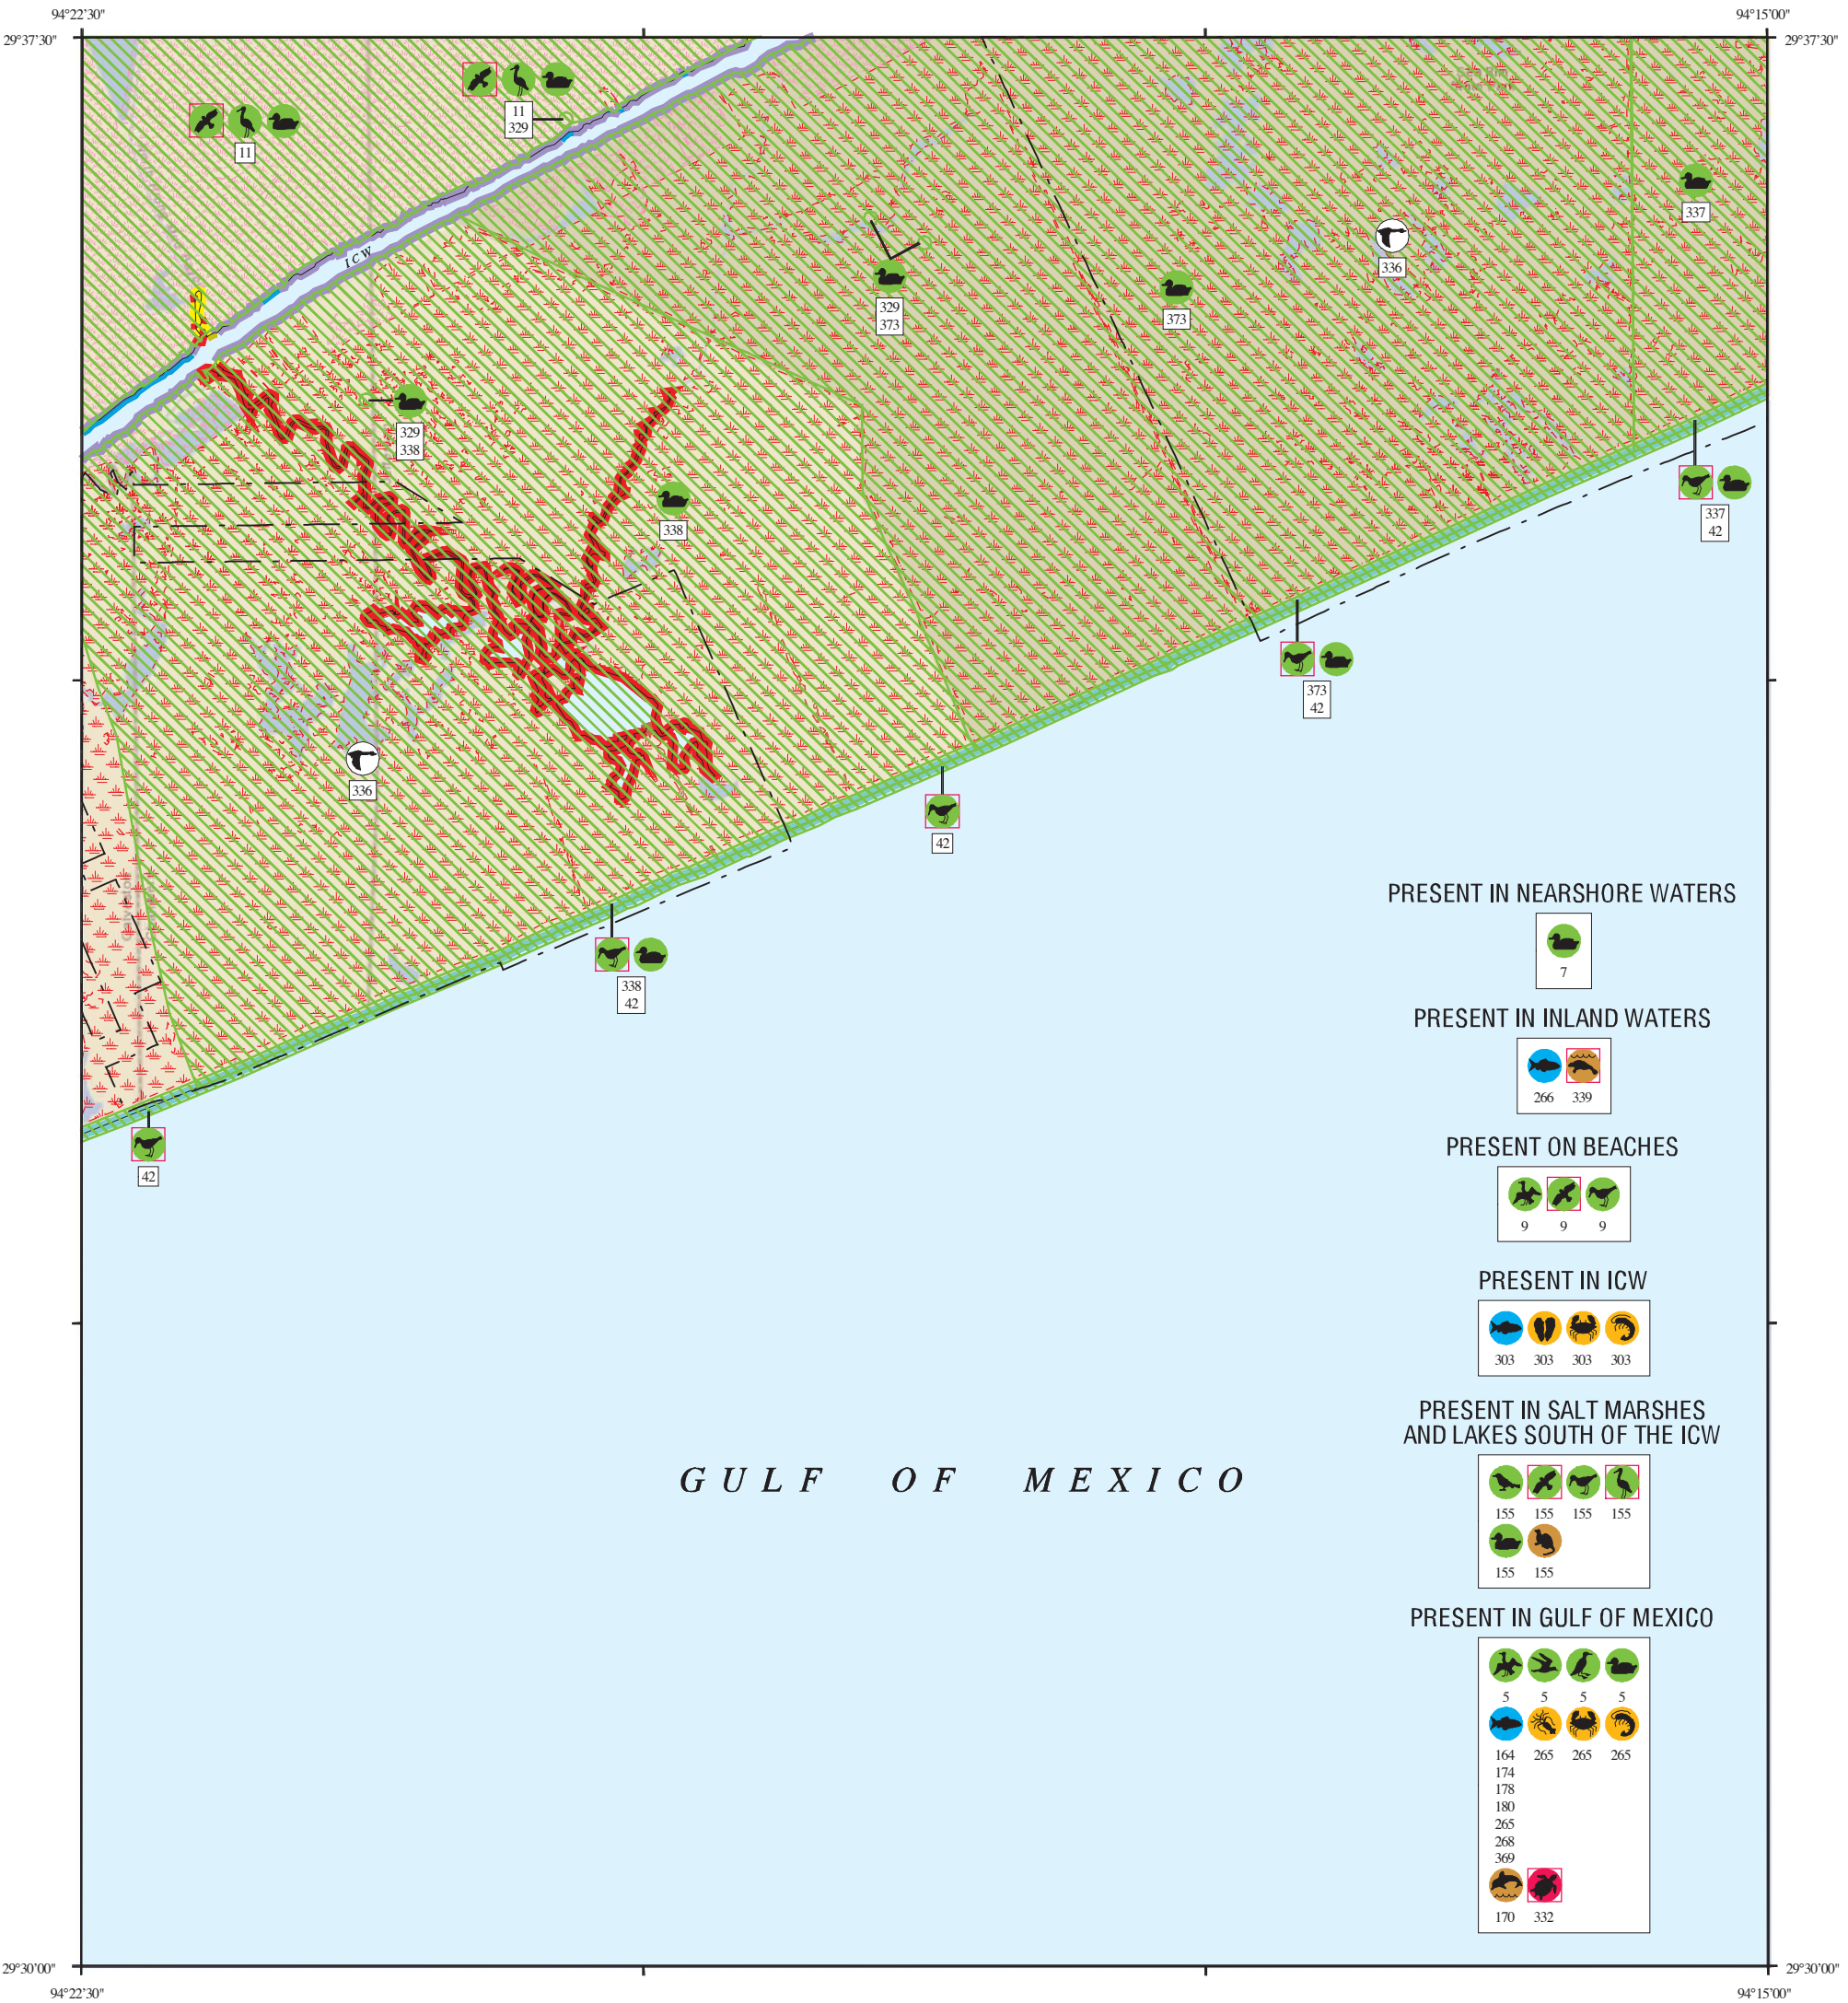 94°22'30"
94°15'00"
29°37'30"
29°37'30"
11
11
329
ICW
337
336
329
373
373
329
338
338
337
42
373
42
336
42
338
42
42
PRESENT IN NEARSHORE WATERS
7
PRESENT IN INLAND WATERS
266 339
PRESENT ON BEACHES
9 9 9
PRESENT IN ICW
303 303 303 303
PRESENT IN SALT MARSHES
AND LAKES SOUTH OF THE ICW
155 155 155 155
155 155
GULF OF MEXICO
PRESENT IN GULF OF MEXICO
5 5 5 5
164 265 265 265
174
178
180
265
268
369
170 332
29°30'00"
29°30'00"
94°22'30"
94°15'00"